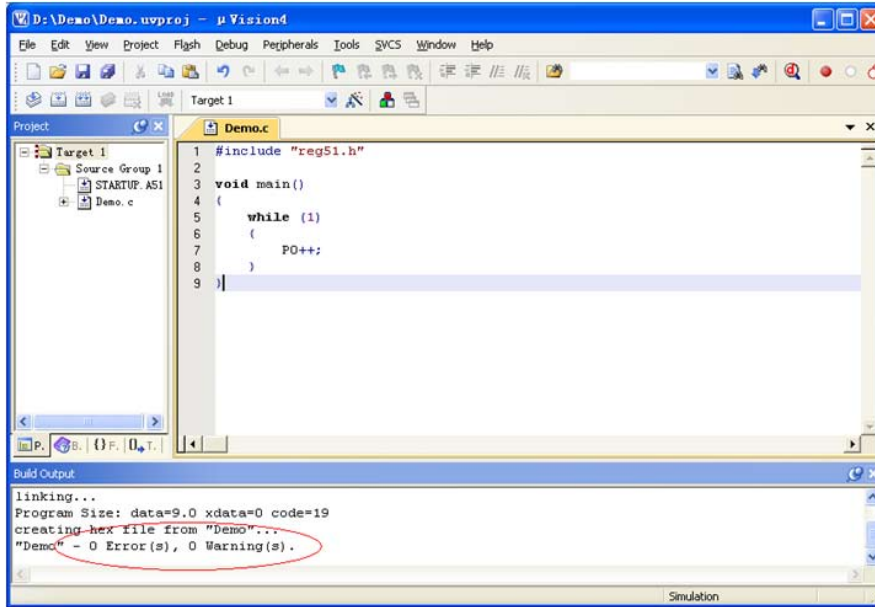 D:\Demo\Demo.uvproj - µVision4
File Edit View Project Flash Debug Peripherals Tools SVCS Window Help
Target 1
Project
Demo.c
Target 1
Source Group 1
STARTUP.A51
Demo.c
1 #include "reg51.h"
2
3 void main()
4 {
5 while (1)
6 {
7 P0++;
8 }
9 }
P. B. {} F. 0 T.
Build Output
linking...
Program Size: data=9.0 xdata=0 code=19
creating hex file from "Demo"...
"Demo" - 0 Error(s), 0 Warning(s).
Simulation